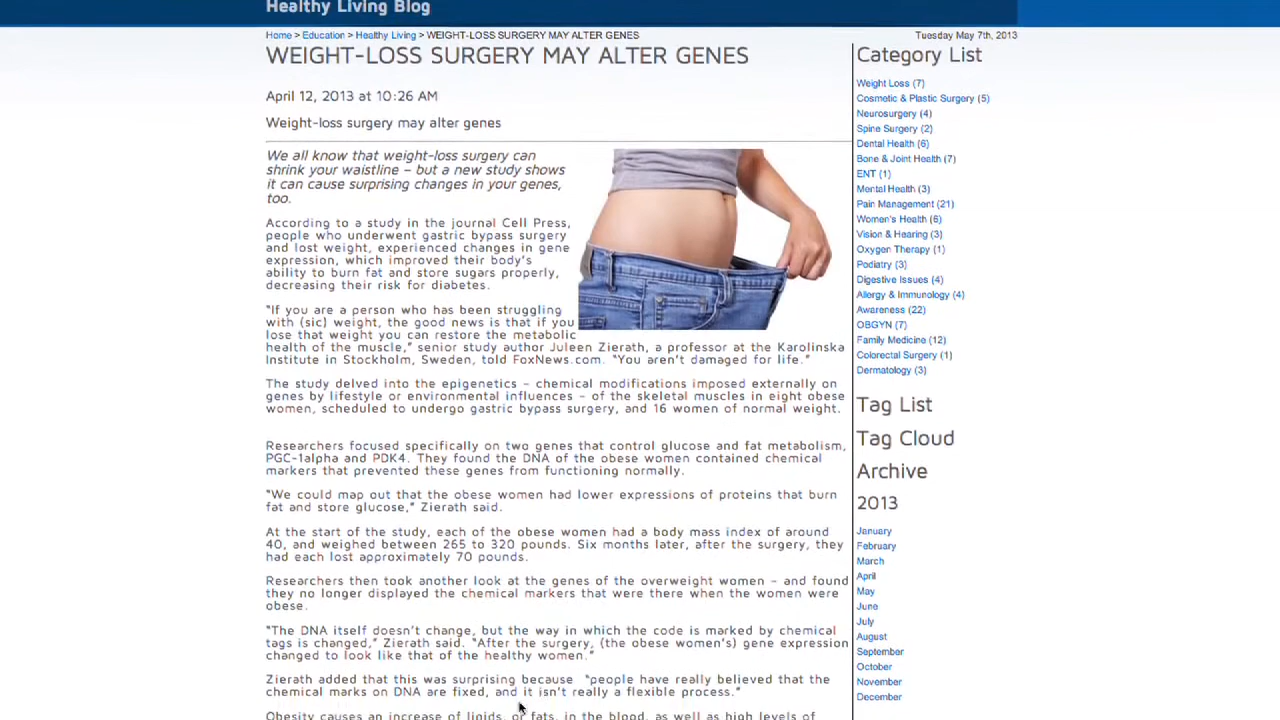 Healthy Living Blog
Home > Education > Healthy Living > WEIGHT-LOSS SURGERY MAY ALTER GENES
Tuesday May 7th, 2013
WEIGHT-LOSS SURGERY MAY ALTER GENES
April 12, 2013 at 10:26 AM
Weight-loss surgery may alter genes
We all know that weight-loss surgery can
shrink your waistline – but a new study shows
it can cause surprising changes in your genes,
too.
According to a study in the journal Cell Press,
people who underwent gastric bypass surgery
and lost weight, experienced changes in gene
expression, which improved their body's
ability to burn fat and store sugars properly,
decreasing their risk for diabetes.
"If you are a person who has been struggling
with (sic) weight, the good news is that if you
lose that weight you can restore the metabolic
health of the muscle," senior study author Juleen Zierath, a professor at the Karolinska
Institute in Stockholm, Sweden, told FoxNews.com. "You aren't damaged for life."
The study delved into the epigenetics – chemical modifications imposed externally on
genes by lifestyle or environmental influences – of the skeletal muscles in eight obese
women, scheduled to undergo gastric bypass surgery, and 16 women of normal weight.
Researchers focused specifically on two genes that control glucose and fat metabolism,
PGC-1alpha and PDK4. They found the DNA of the obese women contained chemical
markers that prevented these genes from functioning normally.
"We could map out that the obese women had lower expressions of proteins that burn
fat and store glucose," Zierath said.
At the start of the study, each of the obese women had a body mass index of around
40, and weighed between 265 to 320 pounds. Six months later, after the surgery, they
had each lost approximately 70 pounds.
Researchers then took another look at the genes of the overweight women – and found
they no longer displayed the chemical markers that were there when the women were
obese.
"The DNA itself doesn't change, but the way in which the code is marked by chemical
tags is changed," Zierath said. "After the surgery, (the obese women's) gene expression
changed to look like that of the healthy women."
Zierath added that this was surprising because "people have really believed that the
chemical marks on DNA are fixed, and it isn't really a flexible process."
Obesity causes an increase of lipids, or fats, in the blood, as well as high levels of
Category List
Weight Loss (7)
Cosmetic & Plastic Surgery (5)
Neurosurgery (4)
Spine Surgery (2)
Dental Health (6)
Bone & Joint Health (7)
ENT (1)
Mental Health (3)
Pain Management (21)
Women's Health (6)
Vision & Hearing (3)
Oxygen Therapy (1)
Podiatry (3)
Digestive Issues (4)
Allergy & Immunology (4)
Awareness (22)
OBGYN (7)
Family Medicine (12)
Colorectal Surgery (1)
Dermatology (3)
Tag List
Tag Cloud
Archive
2013
January
February
March
April
May
June
July
August
September
October
November
December